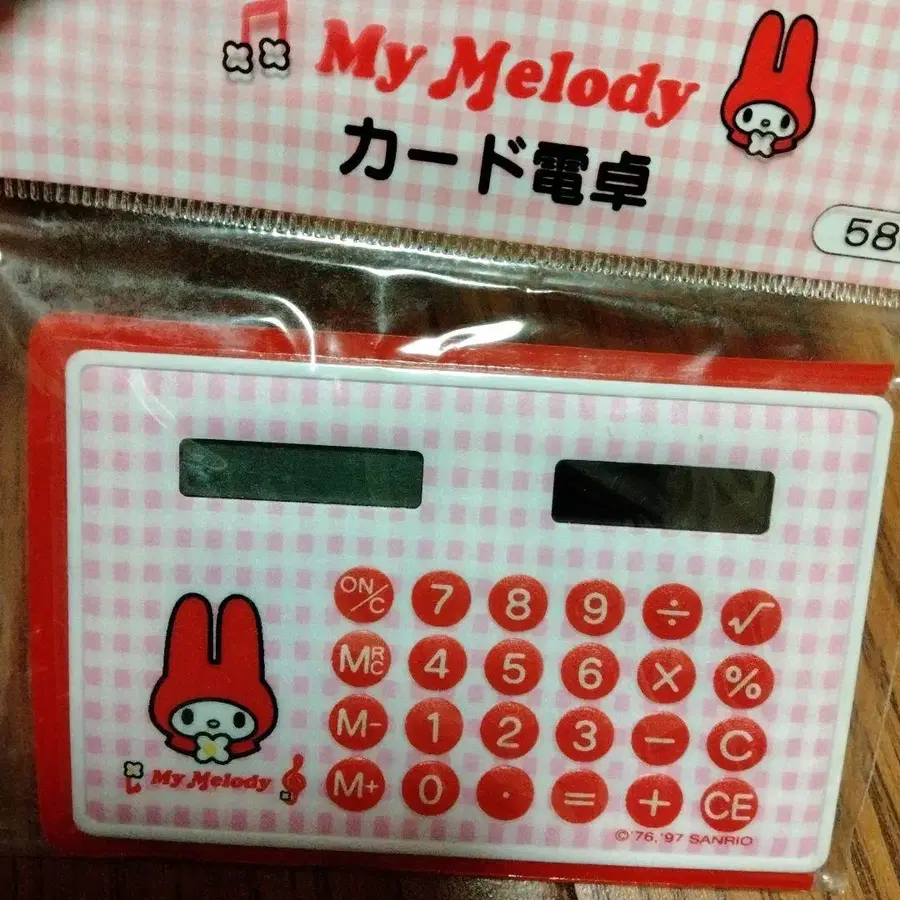 My Melody
カード電卓
58
ON/C 7 8 9 ÷ √
MRC 4 5 6 × %
M- 1 2 3 − C
M+ 0 · = + CE
My Melody
©'76,'97 SANRIO